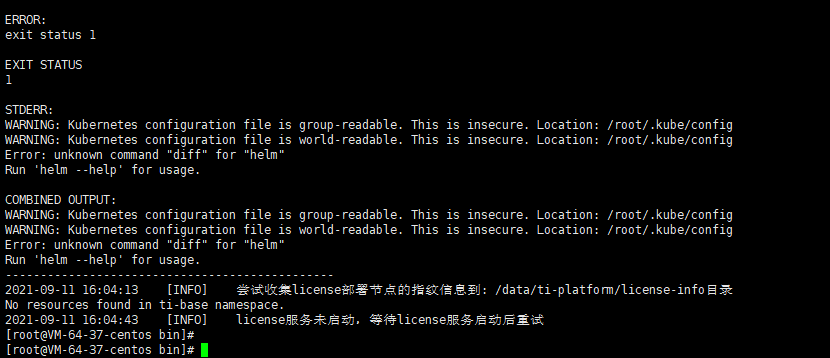 ERROR:
exit status 1
EXIT STATUS
1
STDERR:
WARNING: Kubernetes configuration file is group-readable. This is insecure. Location: /root/.kube/config
WARNING: Kubernetes configuration file is world-readable. This is insecure. Location: /root/.kube/config
Error: unknown command "diff" for "helm"
Run 'helm --help' for usage.
COMBINED OUTPUT:
WARNING: Kubernetes configuration file is group-readable. This is insecure. Location: /root/.kube/config
WARNING: Kubernetes configuration file is world-readable. This is insecure. Location: /root/.kube/config
Error: unknown command "diff" for "helm"
Run 'helm --help' for usage.
-----------------------------------------------
2021-09-11 16:04:13 [INFO] 尝试收集license部署节点的指纹信息到: /data/ti-platform/license-info目录
No resources found in ti-base namespace.
2021-09-11 16:04:43 [INFO] license服务未启动，等待license服务启动后重试
[root@VM-64-37-centos bin]#
[root@VM-64-37-centos bin]#